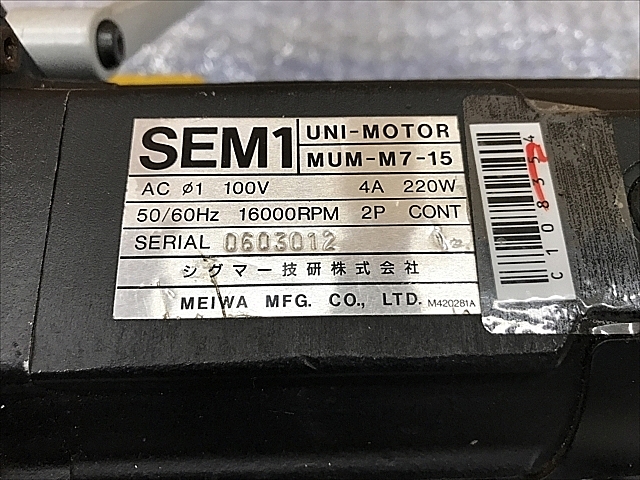 SEM1
UNI-MOTOR
MUM-M7-15
AC ø1 100V 4A 220W
50/60Hz 16000RPM 2P CONT
SERIAL 0603012
シグマー技研株式会社
MEIWA MFG. CO., LTD. M420281A
C108354